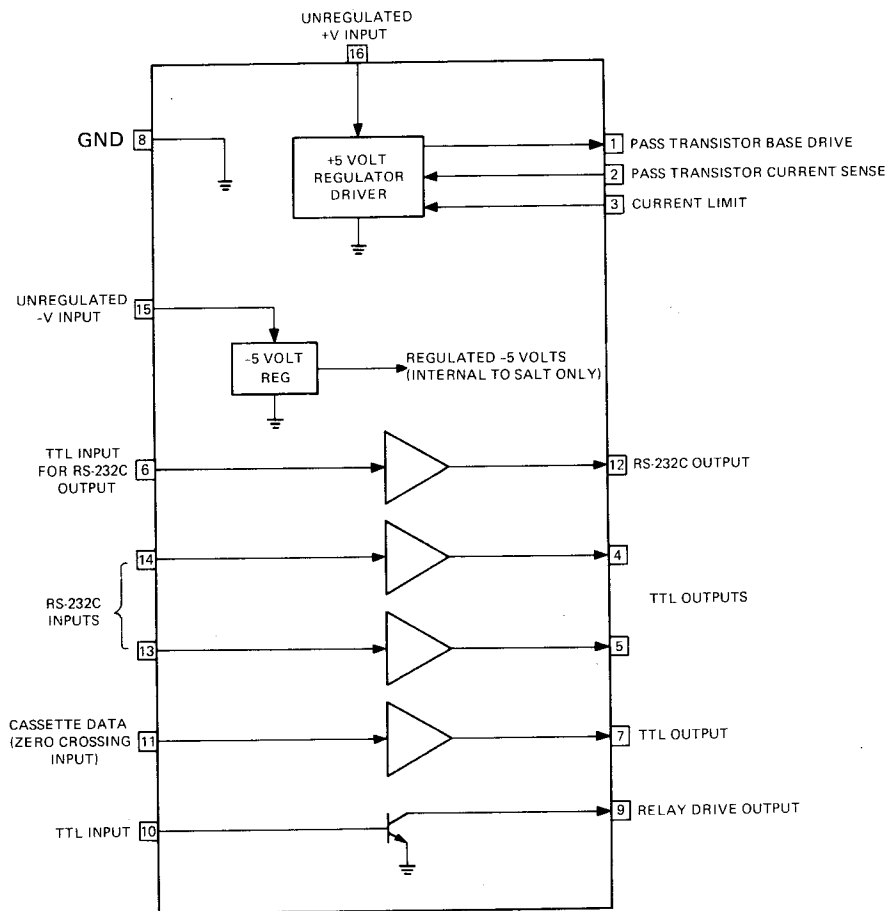 UNREGULATED
+V INPUT
16
GND
8
+5 VOLT
REGULATOR
DRIVER
1
PASS TRANSISTOR BASE DRIVE
2
PASS TRANSISTOR CURRENT SENSE
3
CURRENT LIMIT
UNREGULATED
-V INPUT
15
-5 VOLT
REG
REGULATED -5 VOLTS
(INTERNAL TO SALT ONLY)
TTL INPUT
FOR RS-232C
OUTPUT
6
12
RS-232C OUTPUT
14
4
RS-232C
INPUTS
TTL OUTPUTS
13
5
CASSETTE DATA
(ZERO CROSSING
INPUT)
11
7
TTL OUTPUT
TTL INPUT
10
9
RELAY DRIVE OUTPUT